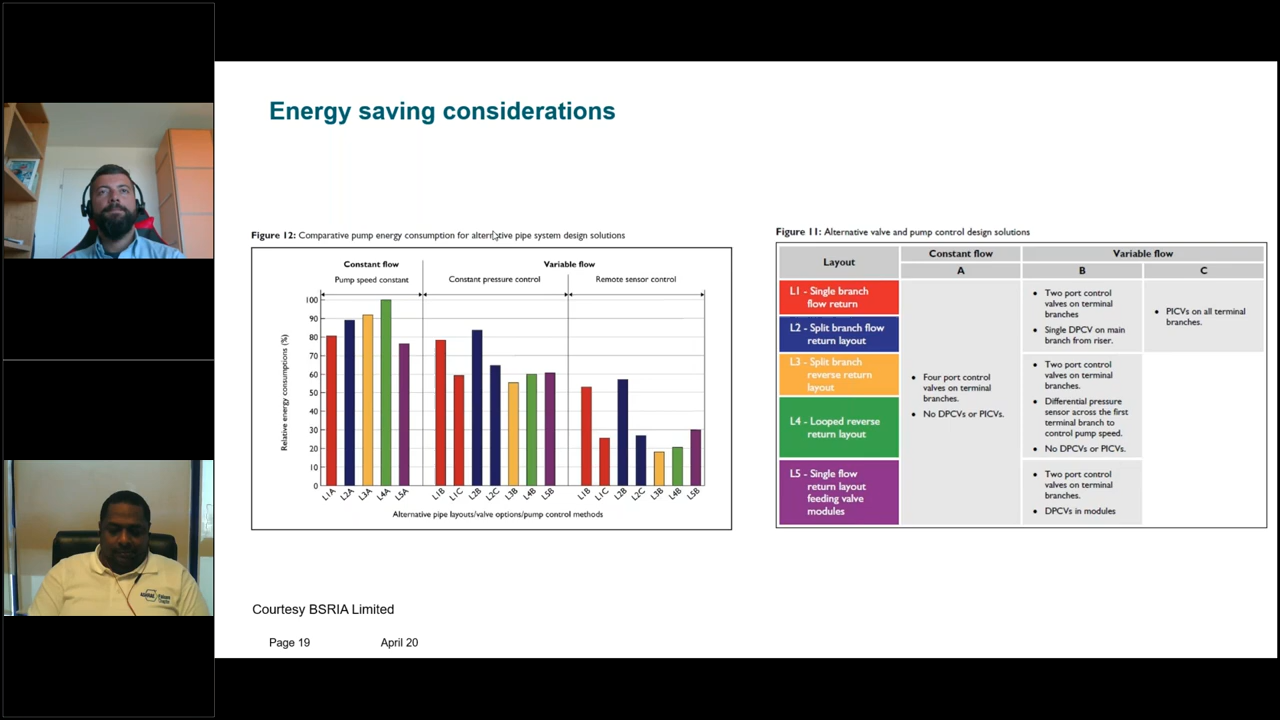 Energy saving considerations
Figure 12: Comparative pump energy consumption for alternative pipe system design solutions
Constant flow
Variable flow
Pump speed constant
Constant pressure control
Remote sensor control
Relative energy consumptions (%)
100
90
80
70
60
50
40
30
20
10
0
L1A
L2A
L3A
L4A
L5A
L1B
L1C
L2B
L2C
L3B
L4B
L5B
L1B
L1C
L2B
L2C
L3B
L4B
L5B
Alternative pipe layouts/valve options/pump control methods
Figure 11: Alternative valve and pump control design solutions
Layout
Constant flow
Variable flow
A
B
C
L1 - Single branch
flow return
L2 - Split branch flow
return layout
L3 - Split branch
reverse return
layout
L4 - Looped reverse
return layout
L5 - Single flow
return layout
feeding valve
modules
• Four port control
valves on terminal
branches.
• No DPCVs or PICVs.
• Two port control
valves on terminal
branches
• Single DPCV on main
branch from riser.
• PICVs on all terminal
branches.
• Two port control
valves on terminal
branches.
• Differential pressure
sensor across the first
terminal branch to
control pump speed.
• No DPCVs or PICVs.
• Two port control
valves on terminal
branches.
• DPCVs in modules
Courtesy BSRIA Limited
Page 19
April 20